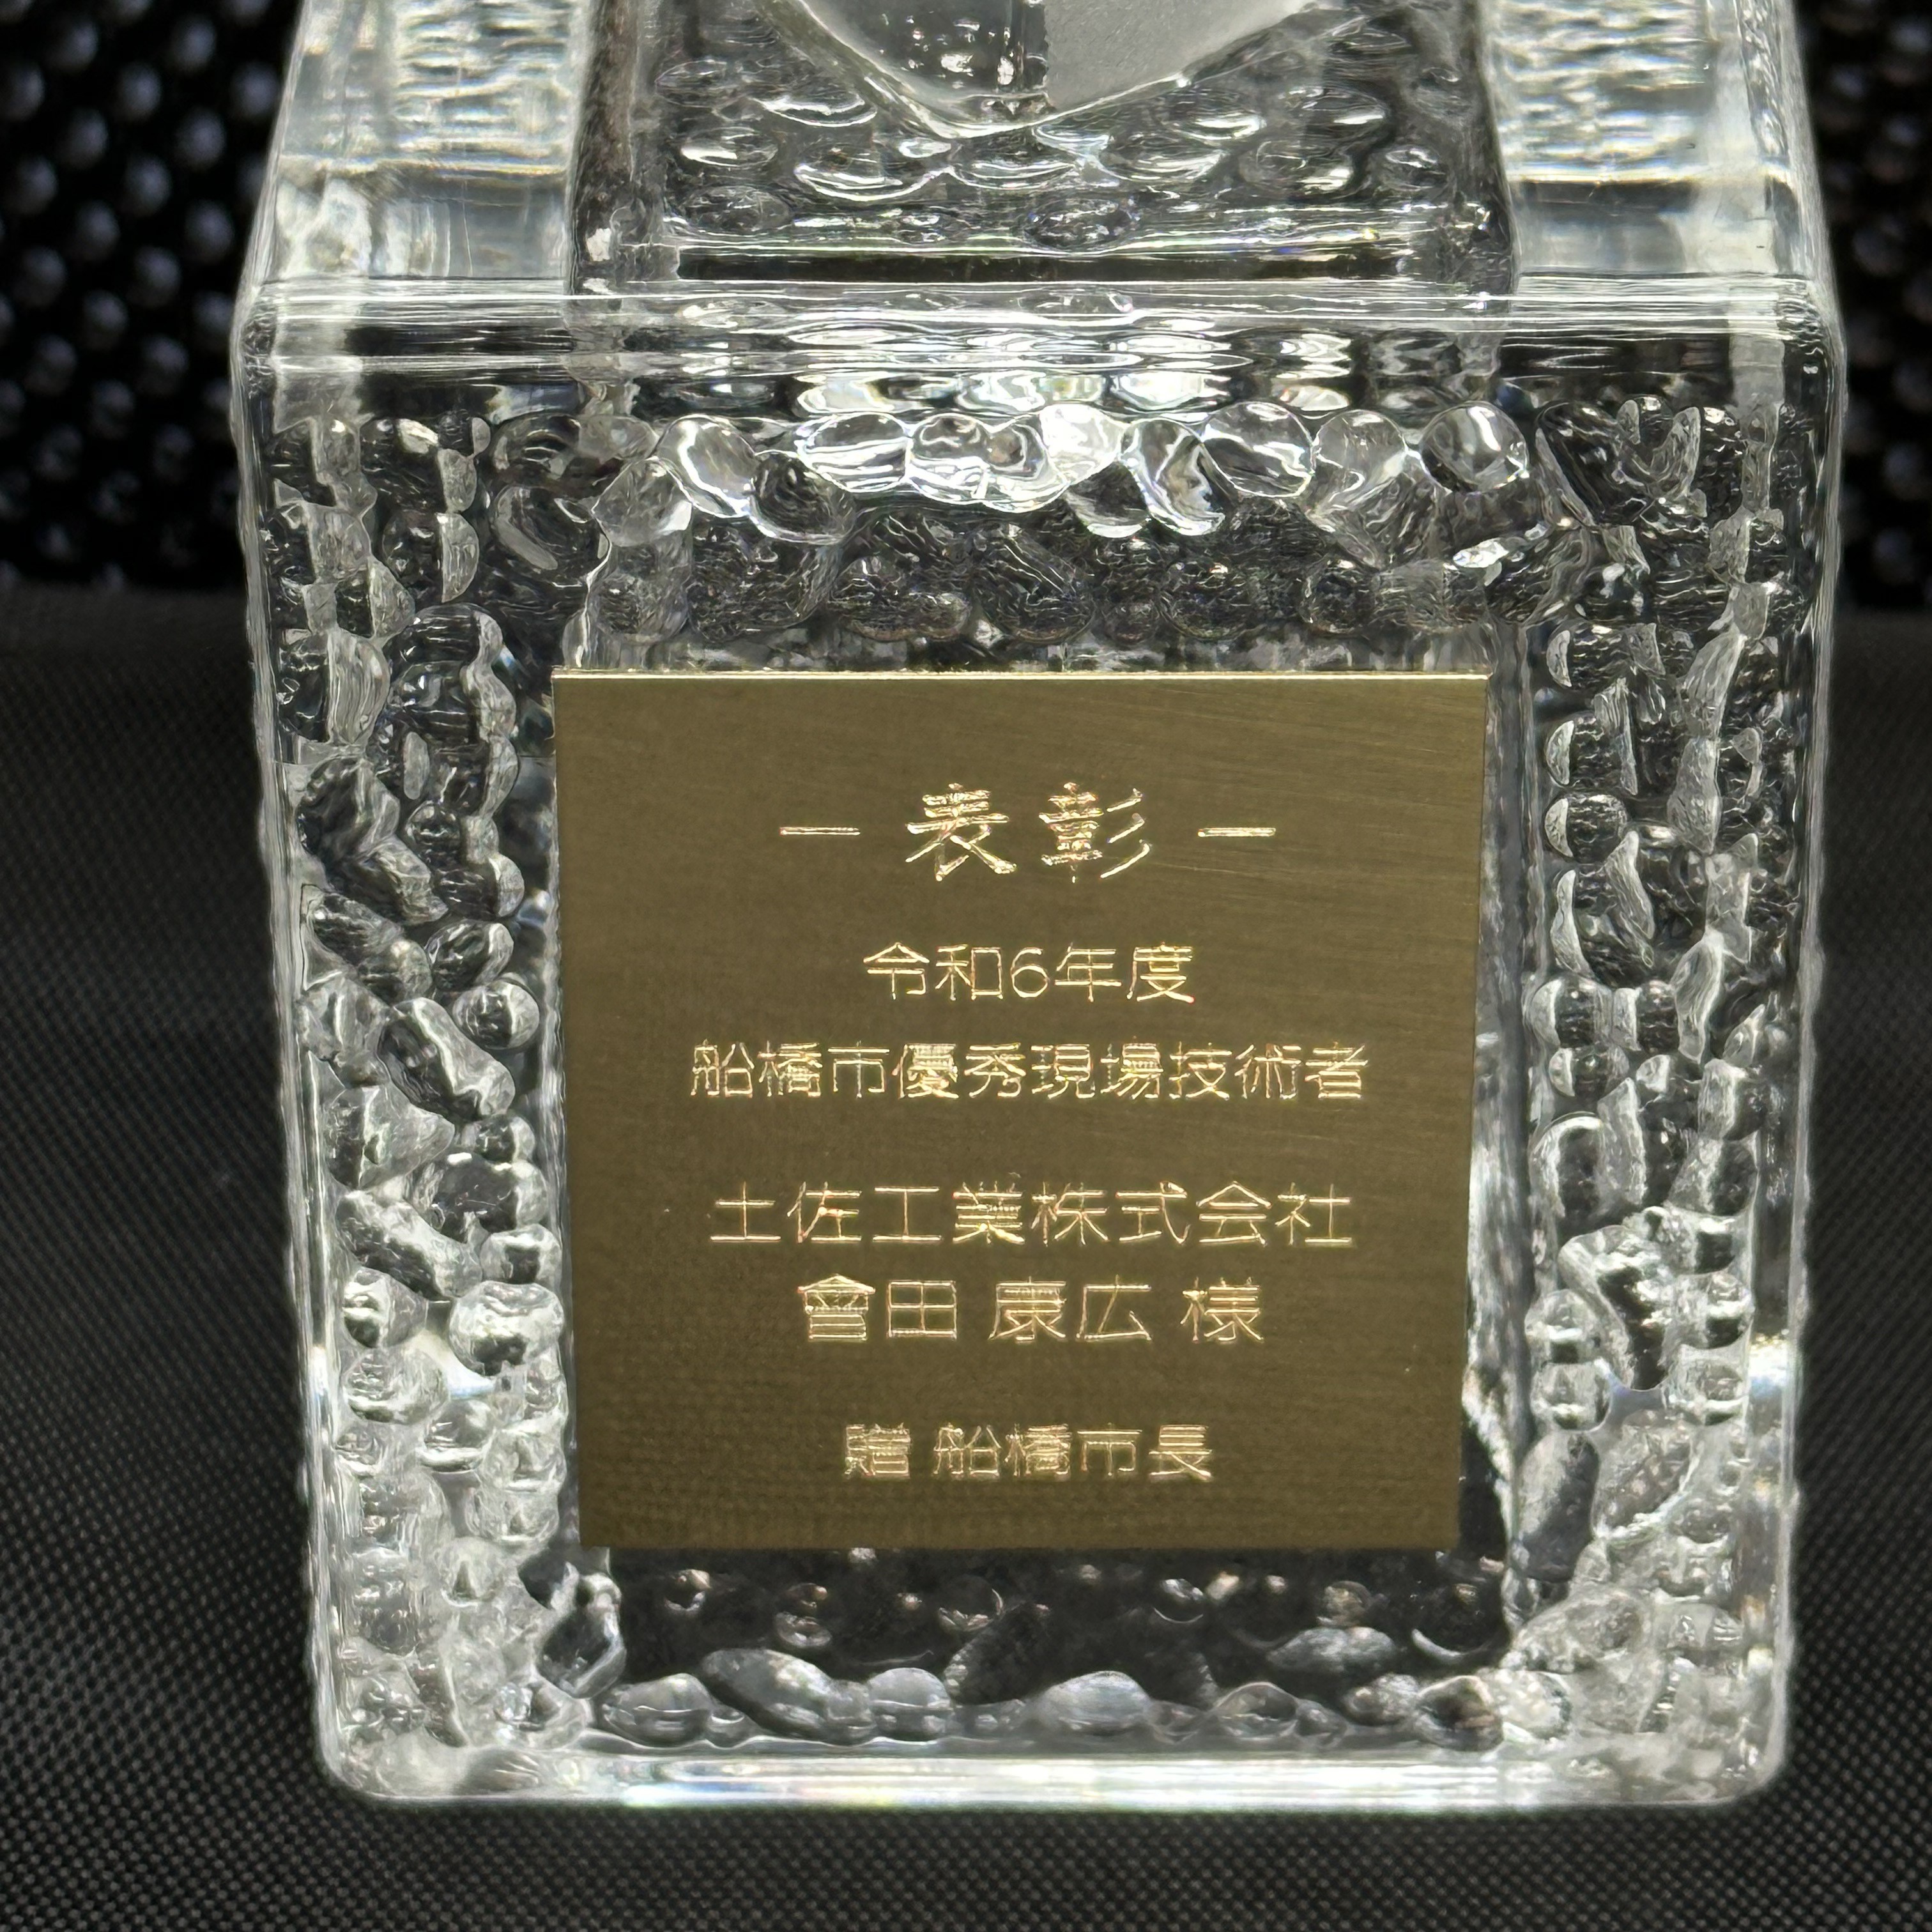 － 表彰 －
令和6年度
船橋市優秀現場技術者
土佐工業株式会社
會田 康広 様
贈 船橋市長